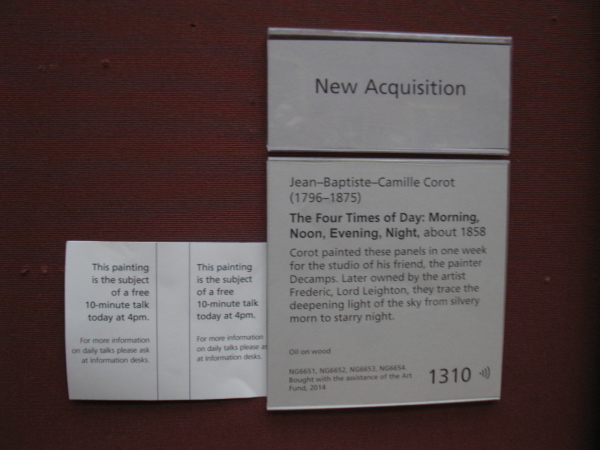 New Acquisition
Jean–Baptiste–Camille Corot
(1796–1875)
The Four Times of Day: Morning,
Noon, Evening, Night, about 1858
Corot painted these panels in one week
for the studio of his friend, the painter
Decamps. Later owned by the artist
Frederic, Lord Leighton, they trace the
deepening light of the sky from silvery
morn to starry night.
Oil on wood
NG6651, NG6652, NG6653, NG6654.
Bought with the assistance of the Art
Fund, 2014
1310
This painting
is the subject
of a free
10-minute talk
today at 4pm.
For more information
on daily talks please ask
at Information desks.
This painting
is the subject
of a free
10-minute talk
today at 4pm.
For more information
on daily talks please as
at Information desks.